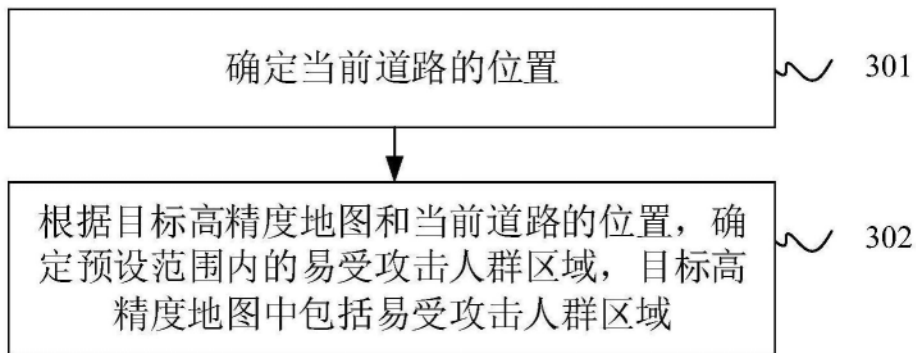 确定当前道路的位置
301
根据目标高精度地图和当前道路的位置，确
定预设范围内的易受攻击人群区域，目标高
精度地图中包括易受攻击人群区域
302